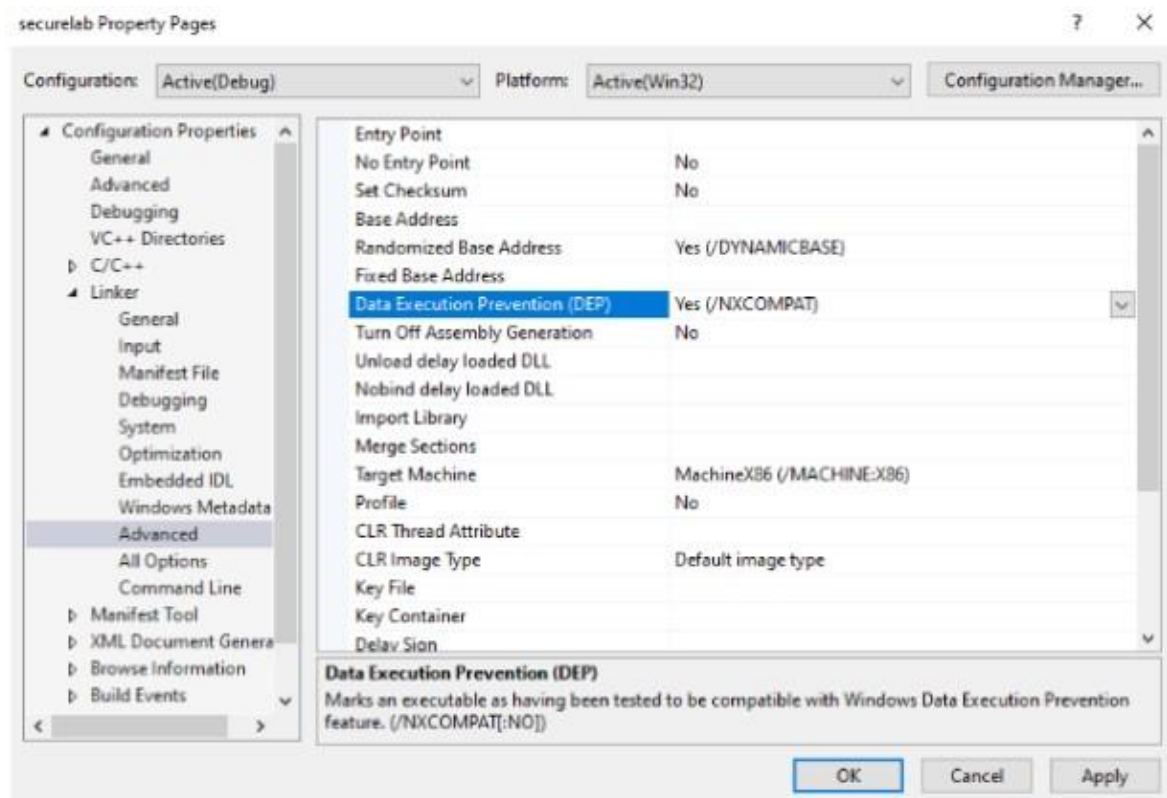 securelab Property Pages
? ×
Configuration: Active(Debug) Platform: Active(Win32) Configuration Manager...
Configuration Properties
General
Advanced
Debugging
VC++ Directories
C/C++
Linker
General
Input
Manifest File
Debugging
System
Optimization
Embedded IDL
Windows Metadata
Advanced
All Options
Command Line
Manifest Tool
XML Document Genera
Browse Information
Build Events
Entry Point
No Entry Point No
Set Checksum No
Base Address
Randomized Base Address Yes (/DYNAMICBASE)
Fixed Base Address
Data Execution Prevention (DEP) Yes (/NXCOMPAT)
Turn Off Assembly Generation No
Unload delay loaded DLL
Nobind delay loaded DLL
Import Library
Merge Sections
Target Machine MachineX86 (/MACHINE:X86)
Profile No
CLR Thread Attribute
CLR Image Type Default image type
Key File
Key Container
Delay Sign
Data Execution Prevention (DEP)
Marks an executable as having been tested to be compatible with Windows Data Execution Prevention
feature. (/NXCOMPAT[:NO])
OK Cancel Apply